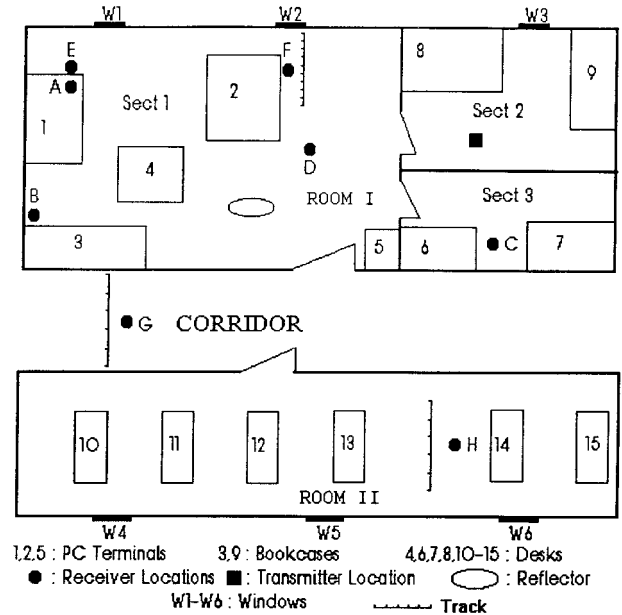 W1 W2 W3
E F 8
A 9
Sect 1 2 Sect 2
1
D
4
B ROOM I Sect 3
3 5 6 C 7
G CORRIDOR
10 11 12 13 H 14 15
ROOM II
W4 W5 W6
1,2,5 : PC Terminals 3,9 : Bookcases 4,6,7,8,10-15 : Desks
: Receiver Locations : Transmitter Location : Reflector
W1-W6 : Windows Track